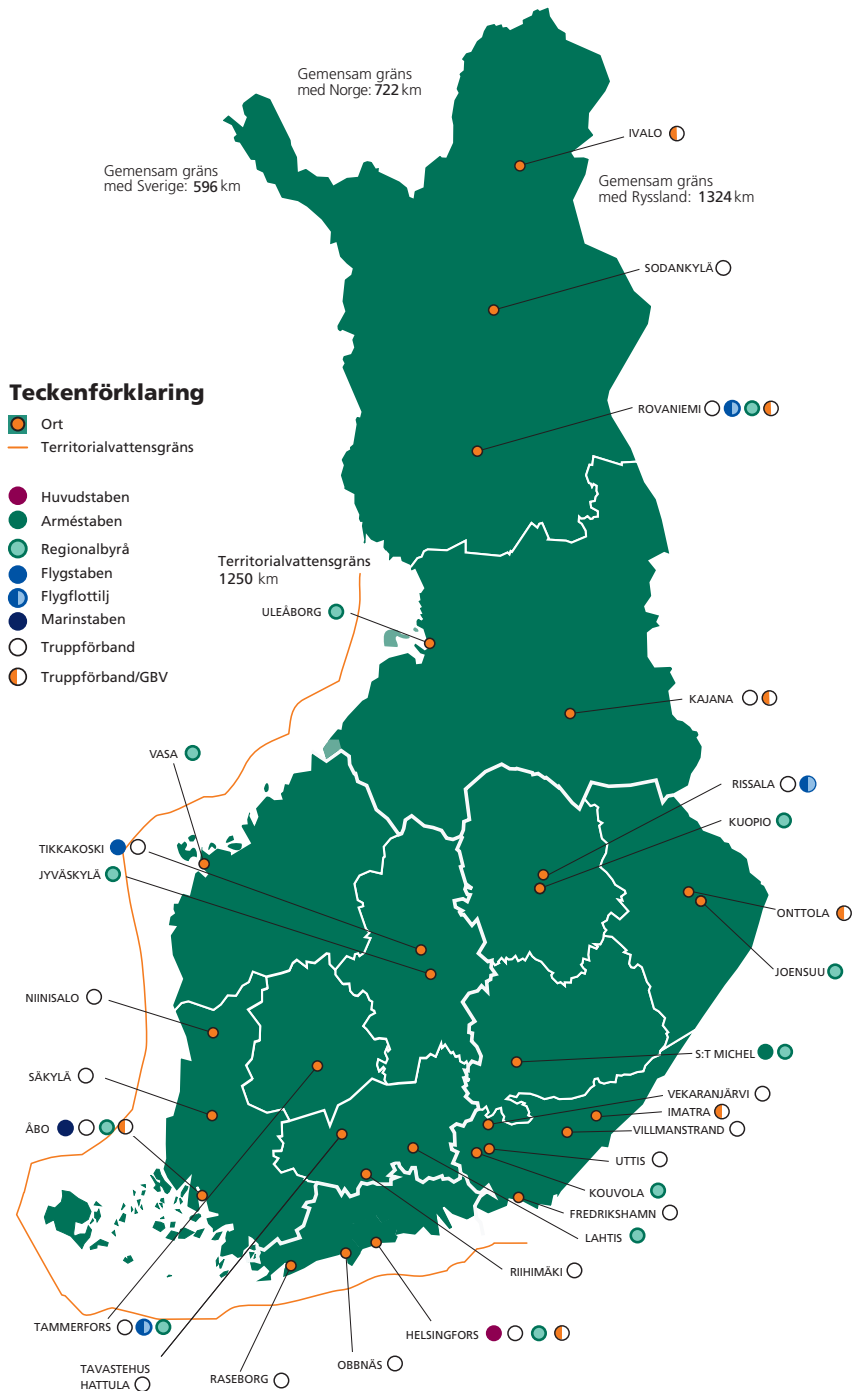 Gemensam gräns
med Norge: 722 km
IVALO
Gemensam gräns
med Sverige: 596 km
Gemensam gräns
med Ryssland: 1324 km
SODANKYLÄ
Teckenförklaring
Ort
Territorialvattensgräns
Huvudstaben
Arméstaben
Regionalbyrå
Flygstaben
Flygflottilj
Marinstaben
Truppförband
Truppförband/GBV
ROVANIEMI
Territorialvattensgräns
1250 km
ULEÅBORG
KAJANA
VASA
RISSALA
KUOPIO
TIKKAKOSKI
JYVÄSKYLÄ
ONTTOLA
JOENSUU
NIINISALO
S:T MICHEL
SÄKYLÄ
VEKARANJÄRVI
IMATRA
ÅBO
VILLMANSTRAND
UTTIS
KOUVOLA
FREDRIKSHAMN
LAHTIS
RIIHIMÄKI
TAMMERFORS
HELSINGFORS
OBBNÄS
TAVASTEHUS
HATTULA
RASEBORG